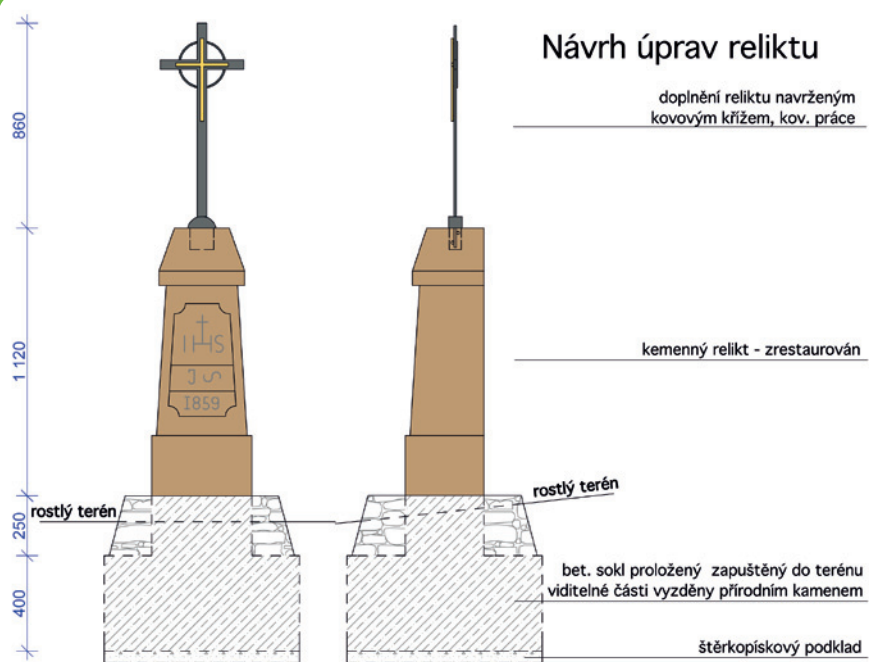 Návrh úprav reliktu
doplnění reliktu navrženým
kovovým křížem, kov. práce
860
1 120
kemenný relikt - zrestaurován
IHS
J S
1859
rostlý terén
rostlý terén
250
bet. sokl proložený zapuštěný do terénu
viditelné části vyzděny přírodním kamenem
400
štěrkopískový podklad